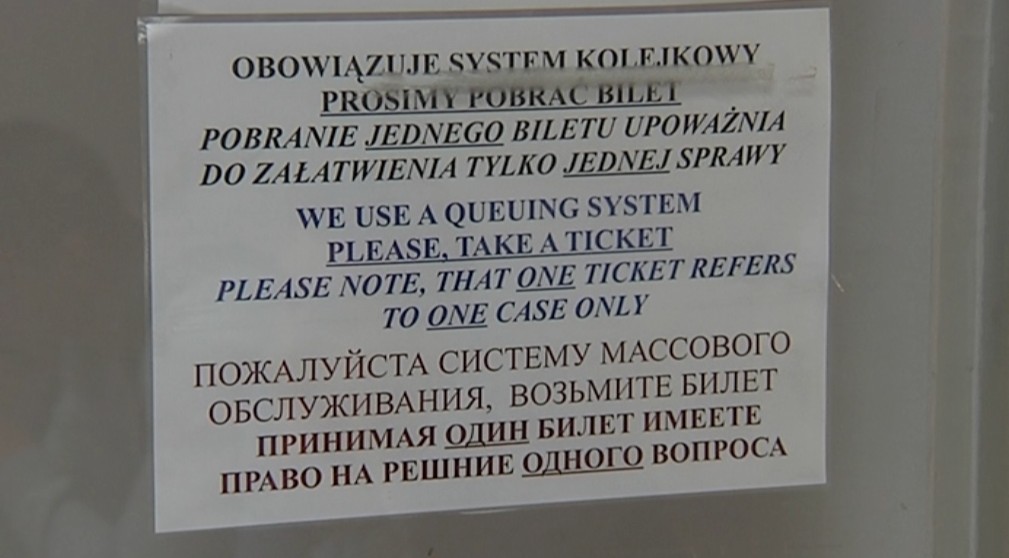 OBOWIĄZUJE SYSTEM KOLEJKOWY
PROSIMY POBRAĆ BILET
POBRANIE JEDNEGO BILETU UPOWAŻNIA
DO ZAŁATWIENIA TYLKO JEDNEJ SPRAWY
WE USE A QUEUING SYSTEM
PLEASE, TAKE A TICKET
PLEASE NOTE, THAT ONE TICKET REFERS
TO ONE CASE ONLY
ПОЖАЛУЙСТА СИСТЕМУ МАССОВОГО
ОБСЛУЖИВАНИЯ, ВОЗЬМИТЕ БИЛЕТ
ПРИНИМАЯ ОДИН БИЛЕТ ИМЕЕТЕ
ПРАВО НА РЕШНИЕ ОДНОГО ВОПРОСА